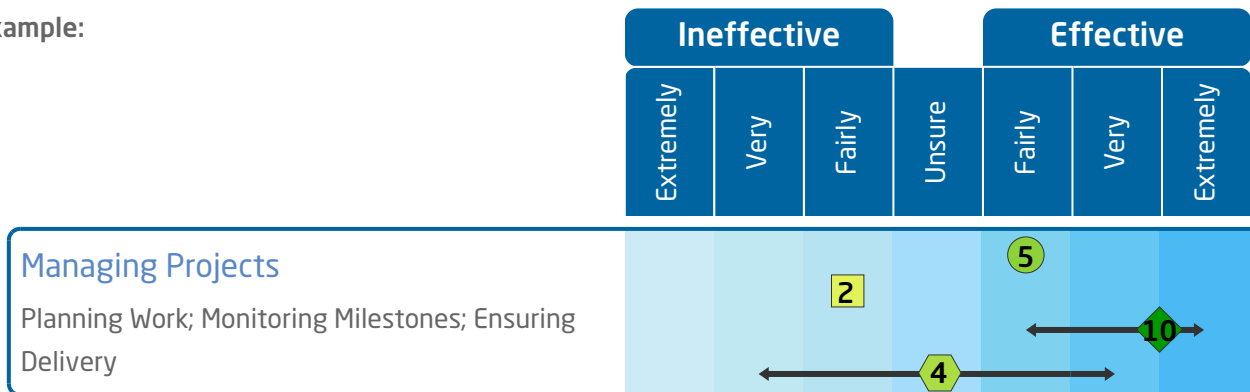 xample:
Ineffective
Effective
Extremely
Very
Fairly
Unsure
Fairly
Very
Extremely
Managing Projects
Planning Work; Monitoring Milestones; Ensuring
Delivery
5
2
10
4